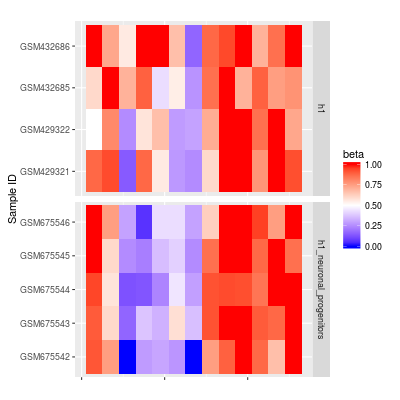 GSM432686
GSM432685
GSM429322
GSM429321
h1
GSM675546
GSM675545
GSM675544
GSM675543
GSM675542
h1_neuronal_progenitors
Sample ID
beta
1.00
0.75
0.50
0.25
0.00